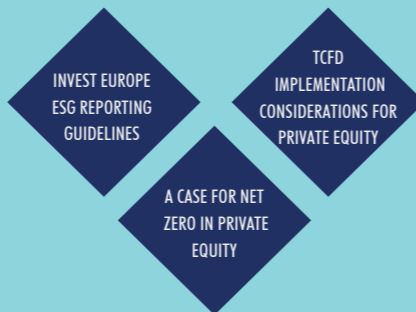 INVEST EUROPE
ESG REPORTING
GUIDELINES
TCFD
IMPLEMENTATION
CONSIDERATIONS FOR
PRIVATE EQUITY
A CASE FOR NET
ZERO IN PRIVATE
EQUITY